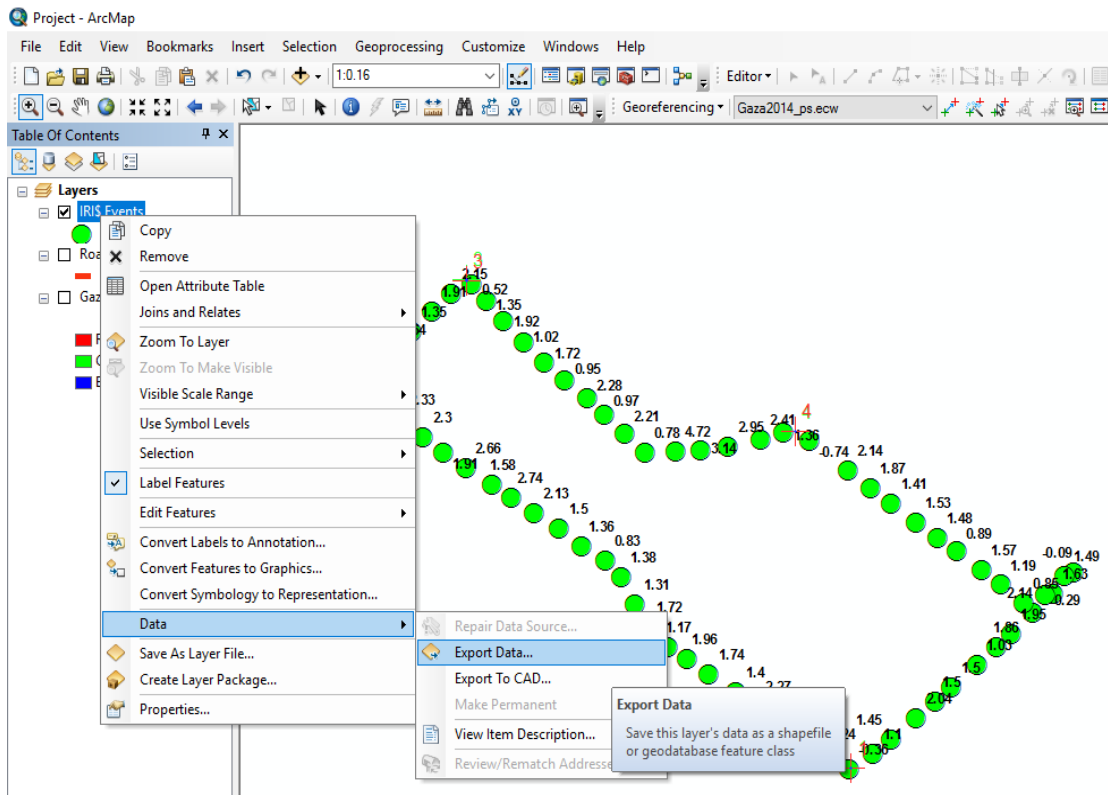 Project - ArcMap
File Edit View Bookmarks Insert Selection Geoprocessing Customize Windows Help
1:0.16
Editor
Georeferencing
Gaza2014_ps.ecw
Table Of Contents
Layers
IRI$ Events
Roa
Gaz
Copy
Remove
Open Attribute Table
Joins and Relates
Zoom To Layer
Zoom To Make Visible
Visible Scale Range
Use Symbol Levels
Selection
Label Features
Edit Features
Convert Labels to Annotation...
Convert Features to Graphics...
Convert Symbology to Representation...
Data
Save As Layer File...
Create Layer Package...
Properties...
Repair Data Source...
Export Data...
Export To CAD...
Make Permanent
View Item Description...
Review/Rematch Addresse
Export Data
Save this layer's data as a shapefile
or geodatabase feature class
3
2.15
1.91
0.52
1.35
1.35
1.92
1.02
1.72
0.95
2.28
0.97
2.21
0.78
4.72
3.14
2.95
2.41
4
1.36
-0.74
2.14
1.87
1.41
1.53
1.48
0.89
1.57
1.19
-0.09
1.49
1.63
0.85
0.29
2.14
1.95
1.86
1.03
1.5
1.5
2.04
1.1
1.45
-0.36
.33
2.3
2.66
1.91
1.58
2.74
2.13
1.5
1.36
0.83
1.38
1.31
1.72
1.17
1.96
1.74
1.4
2.27
24